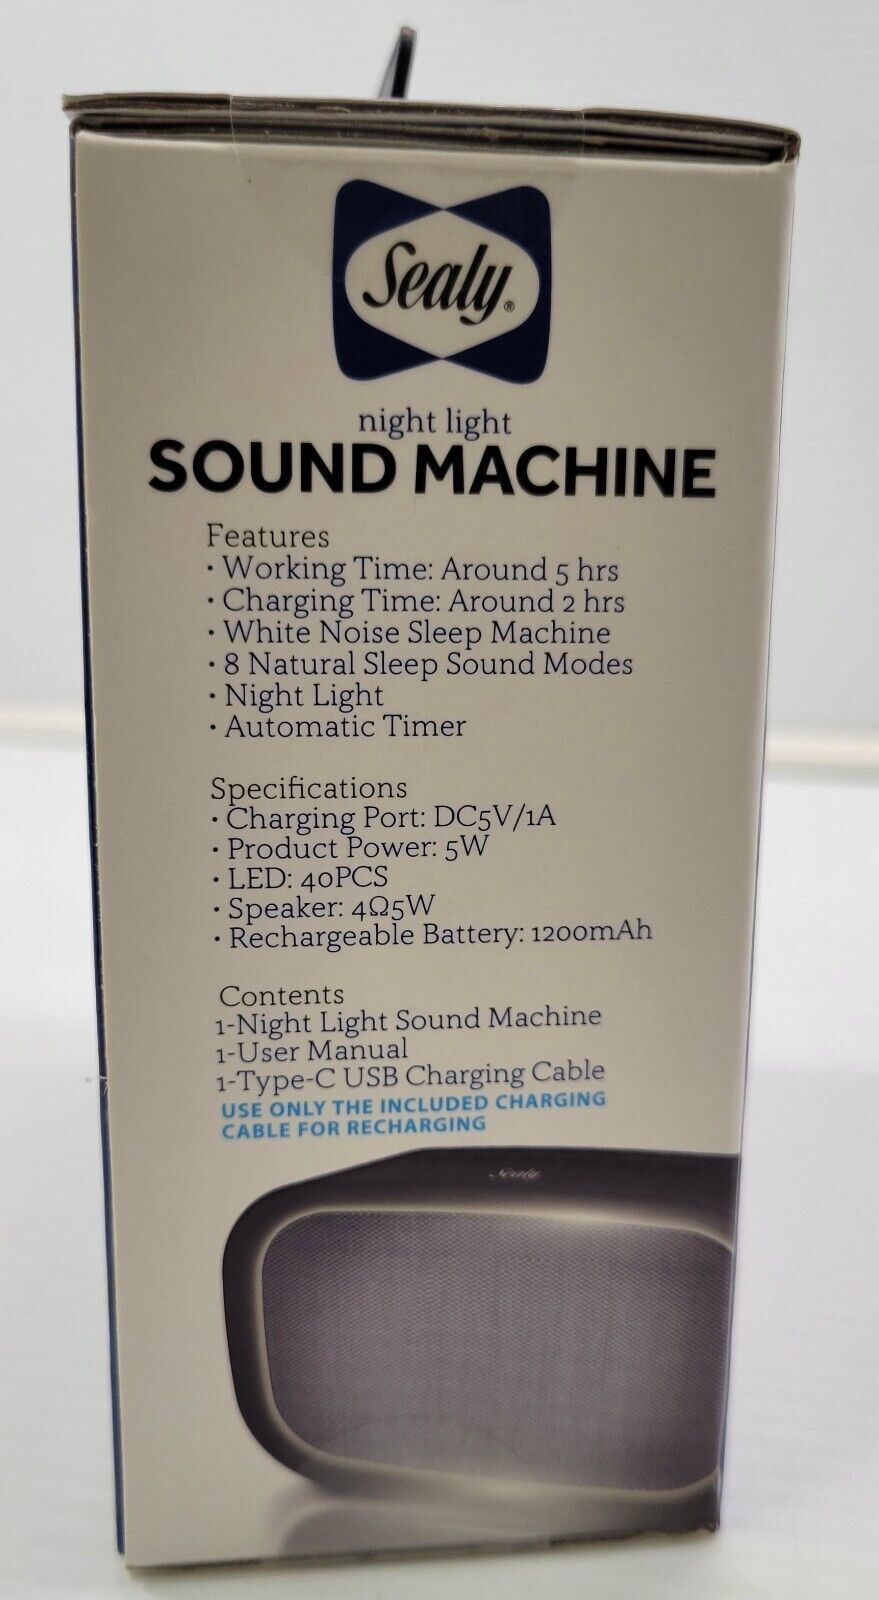 Sealy®
night light
SOUND MACHINE
Features
· Working Time: Around 5 hrs
· Charging Time: Around 2 hrs
· White Noise Sleep Machine
· 8 Natural Sleep Sound Modes
· Night Light
· Automatic Timer
Specifications
· Charging Port: DC5V/1A
· Product Power: 5W
· LED: 40PCS
· Speaker: 4Ω5W
· Rechargeable Battery: 1200mAh
Contents
1-Night Light Sound Machine
1-User Manual
1-Type-C USB Charging Cable
USE ONLY THE INCLUDED CHARGING
CABLE FOR RECHARGING
Sealy